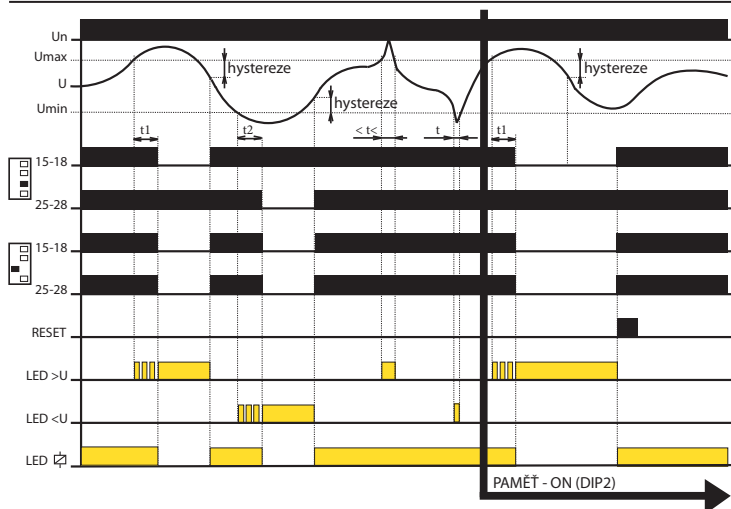 Un
Umax
hystereze
U
hystereze
Umin
t1
t2
< t<
t
t1
15-18
25-28
15-18
25-28
RESET
LED >U
LED <U
LED
PAMĚŤ - ON (DIP2)